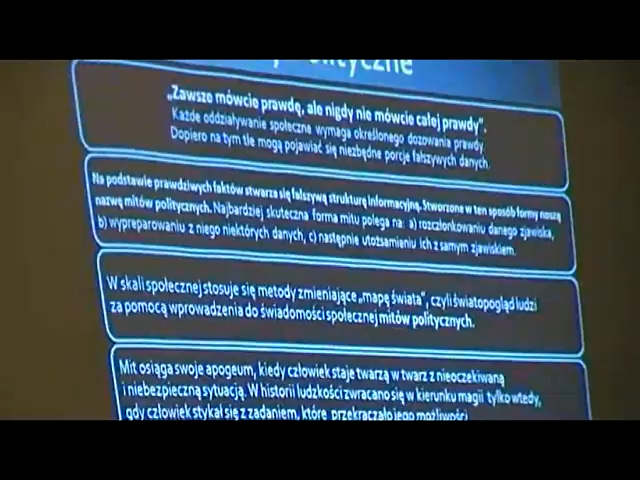 „Zawsze mówcie prawdę, ale nigdy nie mówcie całej prawdy”.
Każde oddziaływanie społeczne wymaga określonego dozowania prawdy.
Dopiero na tym tle mogą pojawiać się niezbędne porcje fałszywych danych.
Na podstawie prawdziwych faktów stwarza się fałszywą strukturę informacyjną. Stworzone w ten sposób formy noszą
nazwę mitów politycznych. Najbardziej skuteczna forma mitu polega na: a) rozczłonkowaniu danego zjawiska,
b) wypreparowaniu z niego niektórych danych, c) następnie utożsamieniu ich z samym zjawiskiem.
W skali społecznej stosuje się metody zmieniające „mapę świata”, czyli światopogląd ludzi
za pomocą wprowadzenia do świadomości społecznej mitów politycznych.
Mit osiąga swoje apogeum, kiedy człowiek staje twarzą w twarz z nieoczekiwaną
i niebezpieczną sytuacją. W historii ludzkości zwracano się w kierunku magii tylko wtedy,
gdy człowiek stykał się z zadaniem, które przekraczało jego możliwości